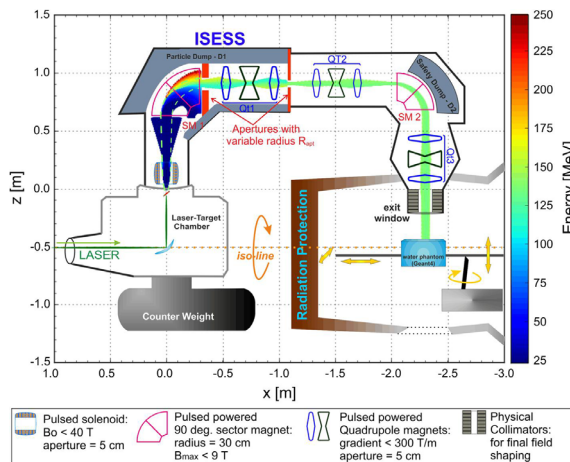 ISESS
Particle Dump - D1
QT2
Safety Dump - D2
Qt1
SM 1
SM 2
Apertures with
variable radius Rapt
Qt3
exit
window
Laser-Target
Chamber
LASER
iso-line
Radiation Protection
water phantom
(Geant4)
Counter Weight
z [m]
1.5
1.0
0.5
0.0
-0.5
-1.0
-1.5
1.0 0.5 0.0 -0.5 -1.0 -1.5 -2.0 -2.5 -3.0
x [m]
Energy [MeV]
250
225
200
175
150
125
100
75
50
24
Pulsed solenoid:
Bo < 40 T
aperture = 5 cm
Pulsed powered
90 deg. sector magnet:
radius = 30 cm
Bmax < 9 T
Pulsed powered
Quadrupole magnets:
gradient < 300 T/m
aperture = 5 cm
Physical
Collimators:
for final field
shaping